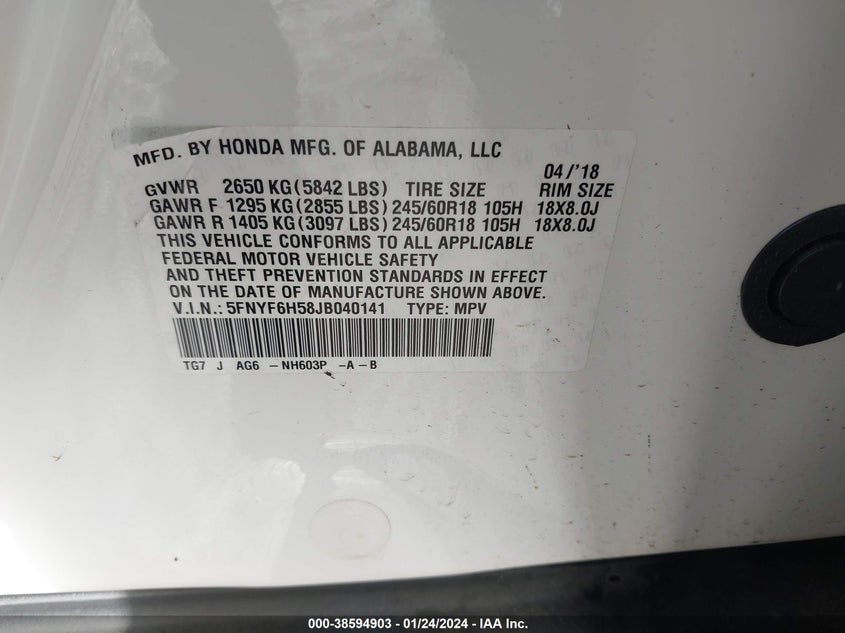 MFD. BY HONDA MFG. OF ALABAMA, LLC
04/'18
GVWR 2650 KG (5842 LBS) TIRE SIZE RIM SIZE
GAWR F 1295 KG (2855 LBS) 245/60R18 105H 18X8.0J
GAWR R 1405 KG (3097 LBS) 245/60R18 105H 18X8.0J
THIS VEHICLE CONFORMS TO ALL APPLICABLE
FEDERAL MOTOR VEHICLE SAFETY
AND THEFT PREVENTION STANDARDS IN EFFECT
ON THE DATE OF MANUFACTURE SHOWN ABOVE.
V.I.N.: 5FNYF6H58JB040141 TYPE: MPV
TG7 J AG6 - NH603P -A - B
000-38594903 - 01/24/2024 - IAA Inc.